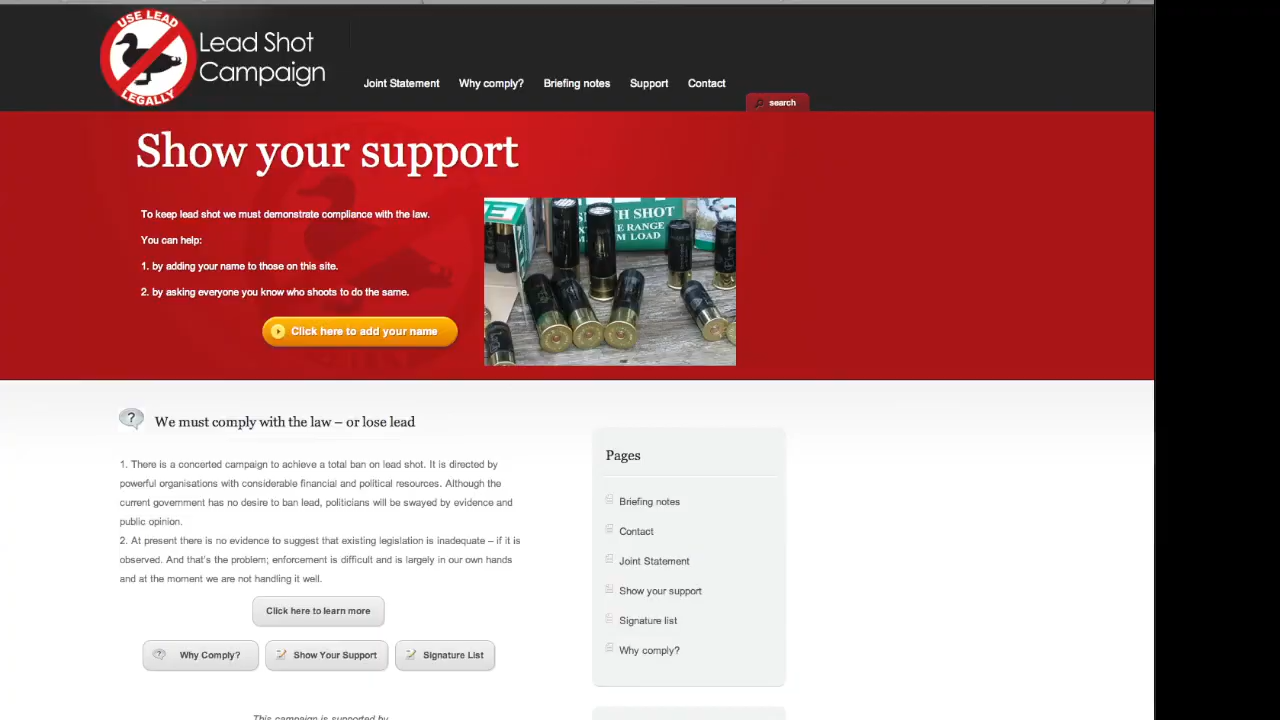 USE LEAD
LEGALLY
Lead Shot
Campaign
Joint Statement
Why comply?
Briefing notes
Support
Contact
search
Show your support
To keep lead shot we must demonstrate compliance with the law.
You can help:
1. by adding your name to those on this site.
2. by asking everyone you know who shoots to do the same.
Click here to add your name
SHOT
RANGE
LOAD
We must comply with the law – or lose lead
1. There is a concerted campaign to achieve a total ban on lead shot. It is directed by
powerful organisations with considerable financial and political resources. Although the
current government has no desire to ban lead, politicians will be swayed by evidence and
public opinion.
2. At present there is no evidence to suggest that existing legislation is inadequate – if it is
observed. And that's the problem; enforcement is difficult and is largely in our own hands
and at the moment we are not handling it well.
Click here to learn more
Why Comply?
Show Your Support
Signature List
Pages
Briefing notes
Contact
Joint Statement
Show your support
Signature list
Why comply?
This campaign is supported by